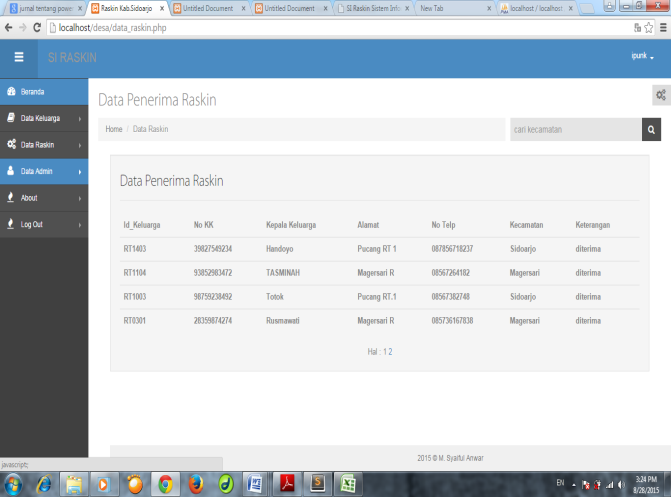 jurnal tentang power
Raskin Kab.Sidoarjo
Untitled Document
Untitled Document
SI Raskin Sistem Info
New Tab
localhost / localhost
localhost/desa/data_raskin.php
SI RASKIN
ipunk
Beranda
Data Keluarga
Data Raskin
Data Admin
About
Log Out
Data Penerima Raskin
Home / Data Raskin
cari kecamatan
Data Penerima Raskin
Id_Keluarga No KK Kepala Keluarga Alamat No Telp Kecamatan Keterangan
RT1403 39827549234 Handoyo Pucang RT 1 087856718237 Sidoarjo diterima
RT1104 93852983472 TASMINAH Magersari R 08567264182 Magersari diterima
RT1003 98759238492 Totok Pucang RT.1 08567382748 Sidoarjo diterima
RT0301 28359874274 Rusmawati Magersari R 085736167838 Magersari diterima
Hal : 1 2
2015 © M. Syaiful Anwar
javascript:;
EN
3:24 PM
8/28/2015